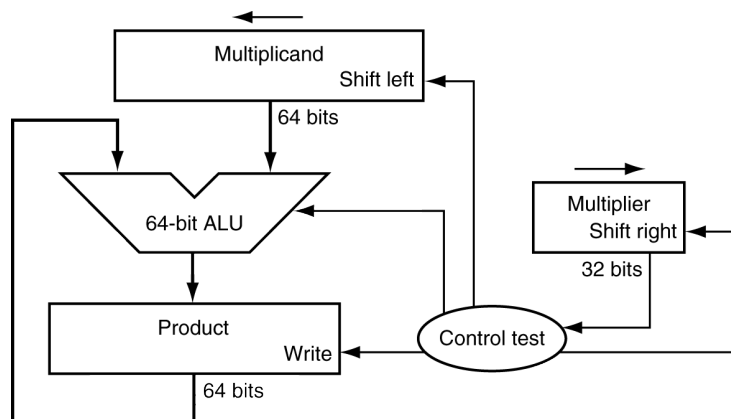 Multiplicand
Shift left
64 bits
64-bit ALU
Multiplier
Shift right
32 bits
Product
Write
Control test
64 bits